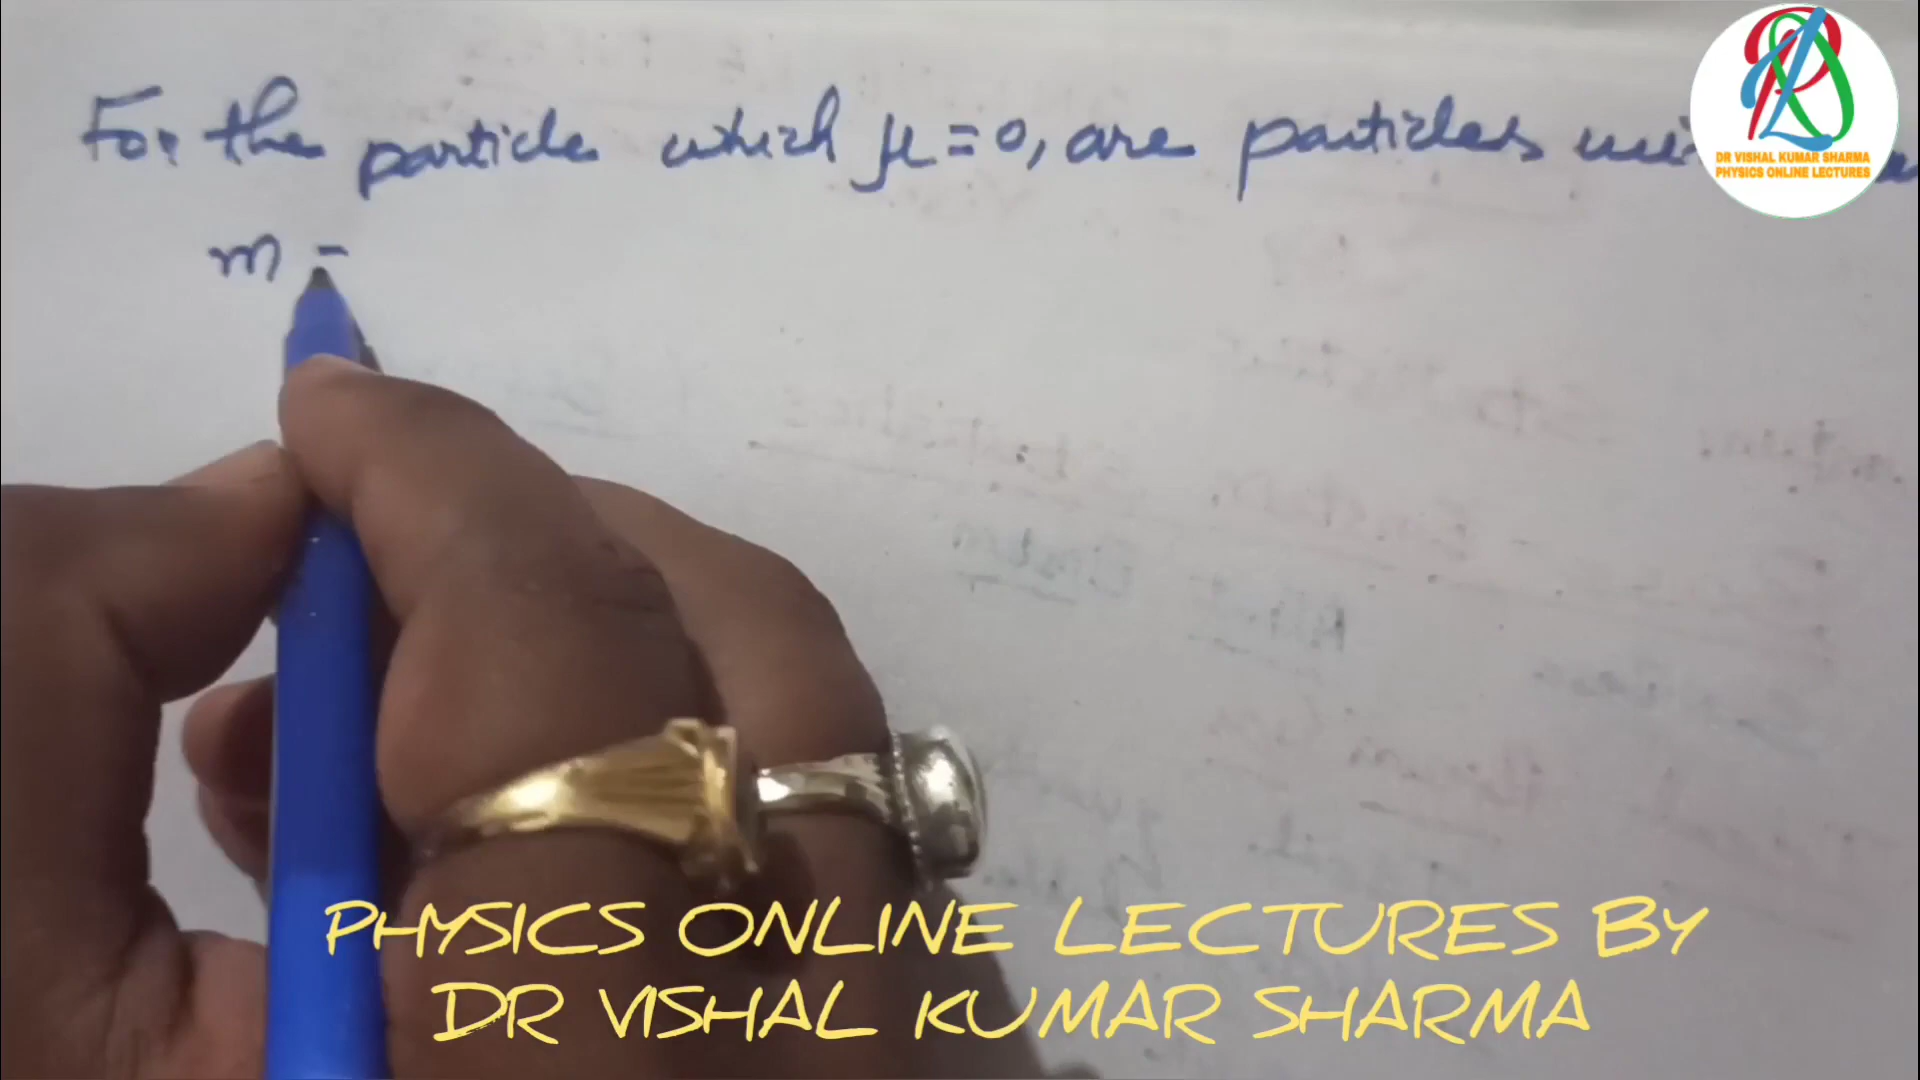 For the particle which μ=0, are particles
m =
DR VISHAL KUMAR SHARMA
PHYSICS ONLINE LECTURES
PHYSICS ONLINE LECTURES BY
DR VISHAL KUMAR SHARMA